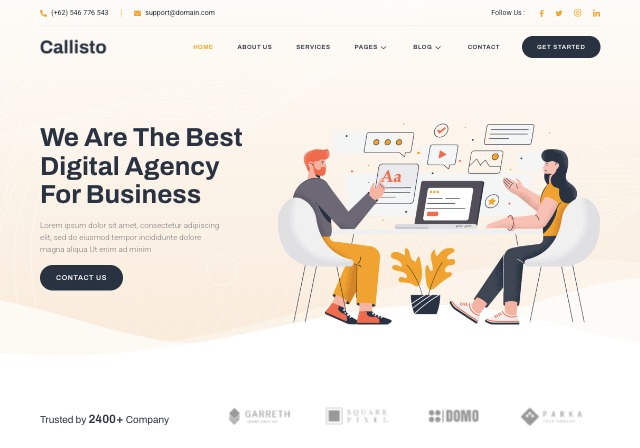 (+62) 546 776 543
support@domain.com
Follow Us :
Callisto
HOME
ABOUT US
SERVICES
PAGES
BLOG
CONTACT
GET STARTED
We Are The Best
Digital Agency
For Business
Lorem ipsum dolor sit amet, consectetur adipiscing
elit, sed do eiusmod tempor incididunte dolore
magna aliqua Ut enim ad minim
CONTACT US
Aa
Trusted by 2400+ Company
GARRETH
SQUARE
PIXEL
DOMO
PARKA